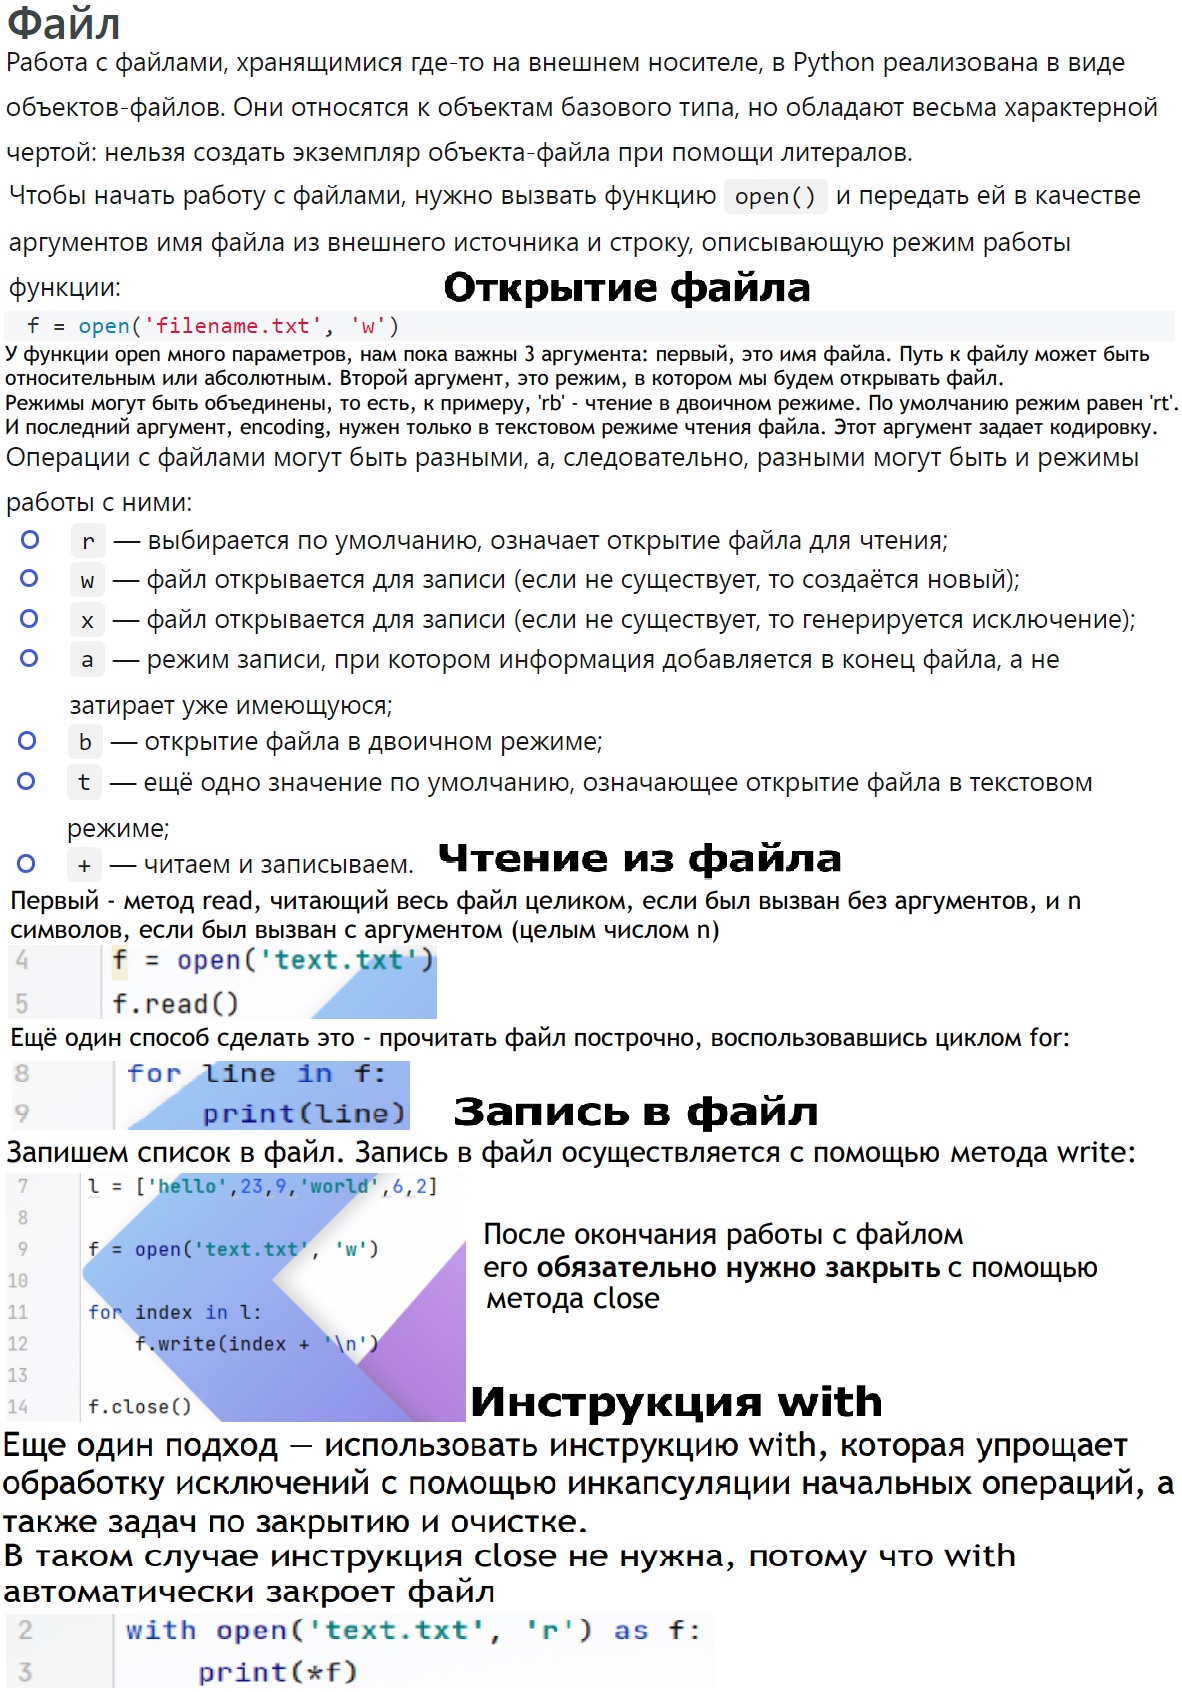 Файл
Работа с файлами, хранящимися где-то на внешнем носителе, в Python реализована в виде
объектов-файлов. Они относятся к объектам базового типа, но обладают весьма характерной
чертой: нельзя создать экземпляр объекта-файла при помощи литералов.
Чтобы начать работу с файлами, нужно вызвать функцию open() и передать ей в качестве
аргументов имя файла из внешнего источника и строку, описывающую режим работы
функции:
Открытие файла
f = open('filename.txt', 'w')
У функции open много параметров, нам пока важны 3 аргумента: первый, это имя файла. Путь к файлу может быть
относительным или абсолютным. Второй аргумент, это режим, в котором мы будем открывать файл.
Режимы могут быть объединены, то есть, к примеру, 'rb' - чтение в двоичном режиме. По умолчанию режим равен 'rt'.
И последний аргумент, encoding, нужен только в текстовом режиме чтения файла. Этот аргумент задает кодировку.
Операции с файлами могут быть разными, а, следовательно, разными могут быть и режимы
работы с ними:
r — выбирается по умолчанию, означает открытие файла для чтения;
w — файл открывается для записи (если не существует, то создаётся новый);
x — файл открывается для записи (если не существует, то генерируется исключение);
a — режим записи, при котором информация добавляется в конец файла, а не
затирает уже имеющуюся;
b — открытие файла в двоичном режиме;
t — ещё одно значение по умолчанию, означающее открытие файла в текстовом
режиме;
+ — читаем и записываем.
Чтение из файла
Первый - метод read, читающий весь файл целиком, если был вызван без аргументов, и n
символов, если был вызван с аргументом (целым числом n)
4 f = open('text.txt')
5 f.read()
Ещё один способ сделать это - прочитать файл построчно, воспользовавшись циклом for:
8 for line in f:
9 print(line)
Запись в файл
Запишем список в файл. Запись в файл осуществляется с помощью метода write:
7 l = ['hello',23,9,'world',6,2]
8
9 f = open('text.txt', 'w')
10
11 for index in l:
12 f.write(index + '\n')
13
14 f.close()
После окончания работы с файлом
его обязательно нужно закрыть с помощью
метода close
Инструкция with
Еще один подход — использовать инструкцию with, которая упрощает
обработку исключений с помощью инкапсуляции начальных операций, а
также задач по закрытию и очистке.
В таком случае инструкция close не нужна, потому что with
автоматически закроет файл
2 with open('text.txt', 'r') as f:
3 print(*f)